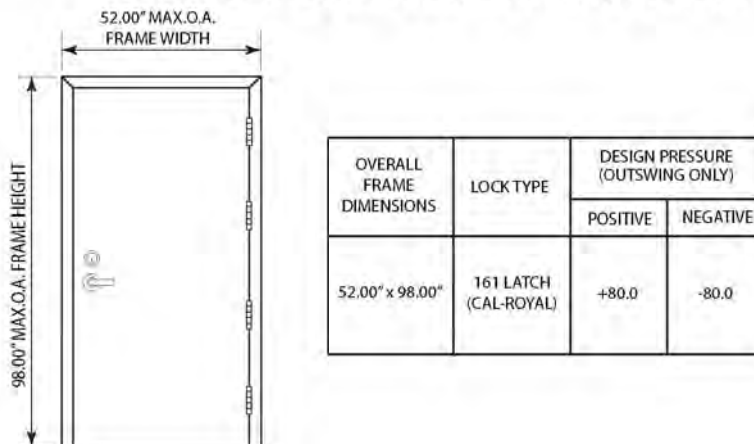 52.00" MAX.O.A.
FRAME WIDTH
98.00" MAX.O.A. FRAME HEIGHT
OVERALL
FRAME
DIMENSIONS
LOCK TYPE
DESIGN PRESSURE
(OUTSWING ONLY)
POSITIVE
NEGATIVE
52.00" x 98.00"
161 LATCH
(CAL-ROYAL)
+80.0
-80.0